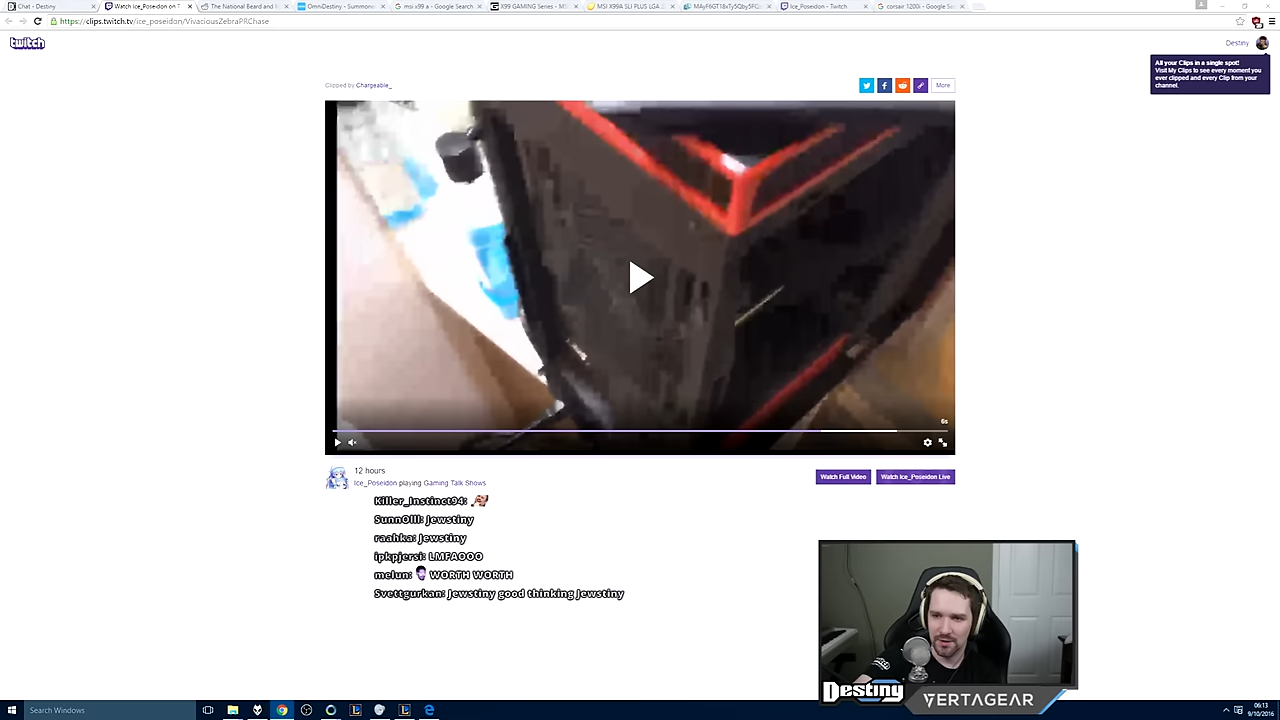 Chat - Destiny
Watch Ice_Poseidon on T
The National Beard and
OmniDestiny - Summone
msi x99 a - Google Search
X99 GAMING Series - MS
MSI X99A SLI PLUS LGA 2
MAyF6GT18xTy5Qby5FC
Ice_Poseidon - Twitch
corsair 1200i - Google Se
https://clips.twitch.tv/ice_poseidon/VivaciousZebraPRChase
twitch
Destiny
All your Clips in a single spot!
Visit My Clips to see every moment you
ever clipped and every Clip from your
channel.
Clipped by Chargeable_
More
6s
12 hours
Ice_Poseidon playing Gaming Talk Shows
Watch Full Video
Watch Ice_Poseidon Live
Killer_Instinct94:
SunnOlll: Jewstiny
raahka: Jewstiny
ipkpjersi: LMFAOOO
melun: WORTH WORTH
Svettgurkan: Jewstiny good thinking Jewstiny
Destiny
VERTAGEAR
Search Windows
06:13
9/10/2016